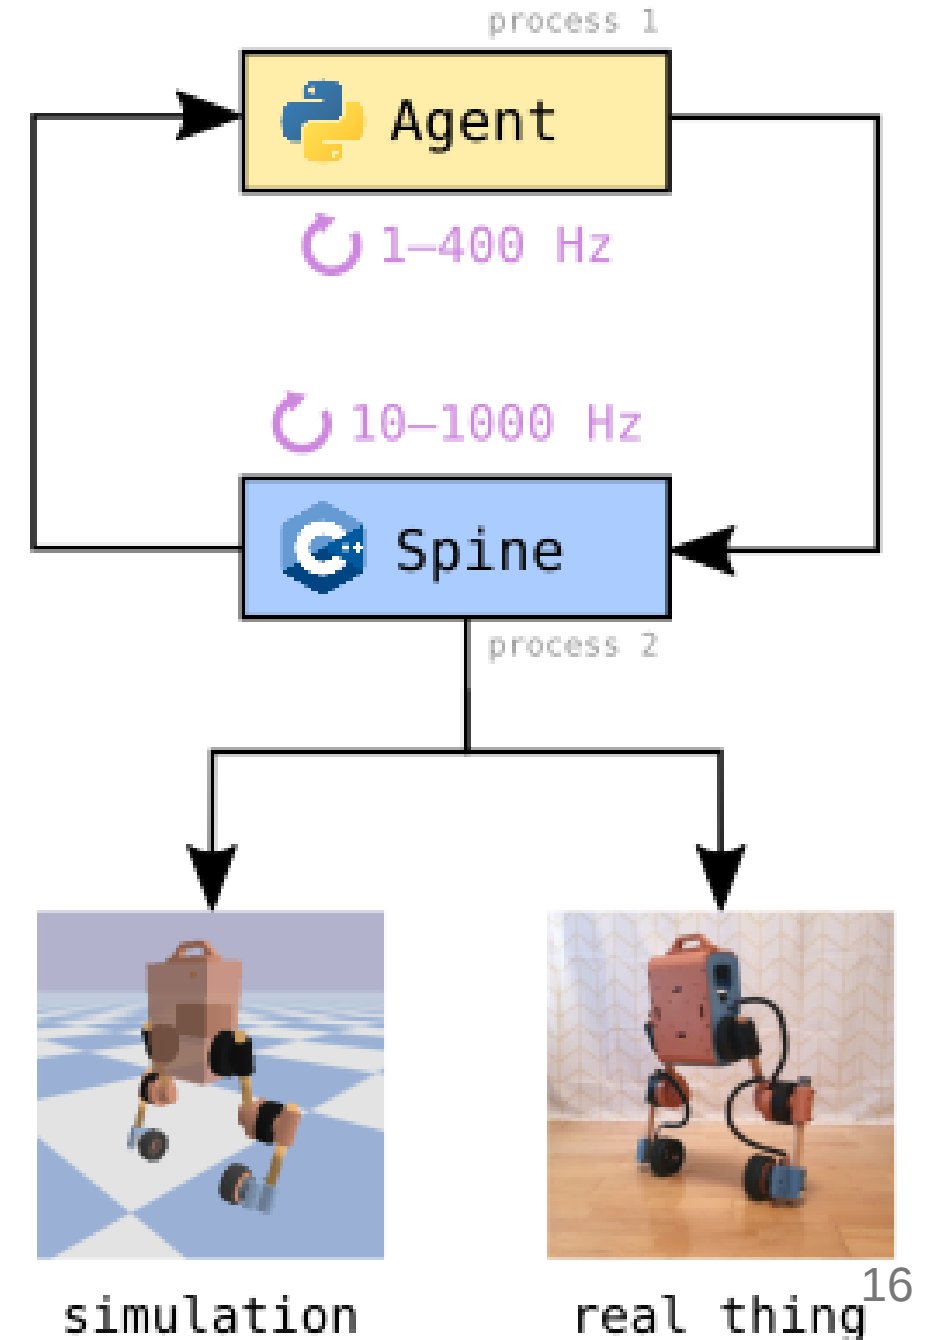 process 1
Agent
1–400 Hz
10–1000 Hz
C++
Spine
process 2
simulation
real thing
16